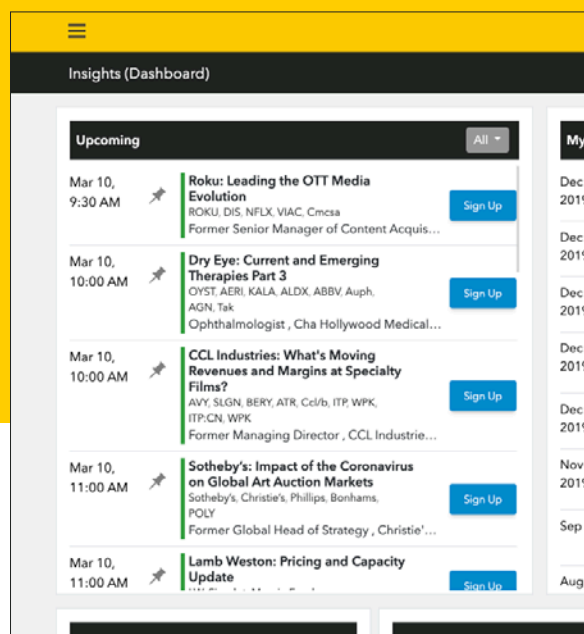 Insights (Dashboard)
Upcoming
All
Mar 10,
9:30 AM
Roku: Leading the OTT Media
Evolution
ROKU, DIS, NFLX, VIAC, Cmcsa
Former Senior Manager of Content Acquis...
Sign Up
Mar 10,
10:00 AM
Dry Eye: Current and Emerging
Therapies Part 3
OYST, AERI, KALA, ALDX, ABBV, Auph,
AGN, Tak
Ophthalmologist , Cha Hollywood Medical...
Sign Up
Mar 10,
10:00 AM
CCL Industries: What's Moving
Revenues and Margins at Specialty
Films?
AVY, SLGN, BERY, ATR, Ccl/b, ITP, WPK,
ITP:CN, WPK
Former Managing Director , CCL Industrie...
Sign Up
Mar 10,
11:00 AM
Sotheby's: Impact of the Coronavirus
on Global Art Auction Markets
Sotheby's, Christie's, Phillips, Bonhams,
POLY
Former Global Head of Strategy , Christie'...
Sign Up
Mar 10,
11:00 AM
Lamb Weston: Pricing and Capacity
Update
Sign Up
My
Dec
2019
Dec
2019
Dec
2019
Dec
2019
Dec
2019
Nov
2019
Sep
Aug